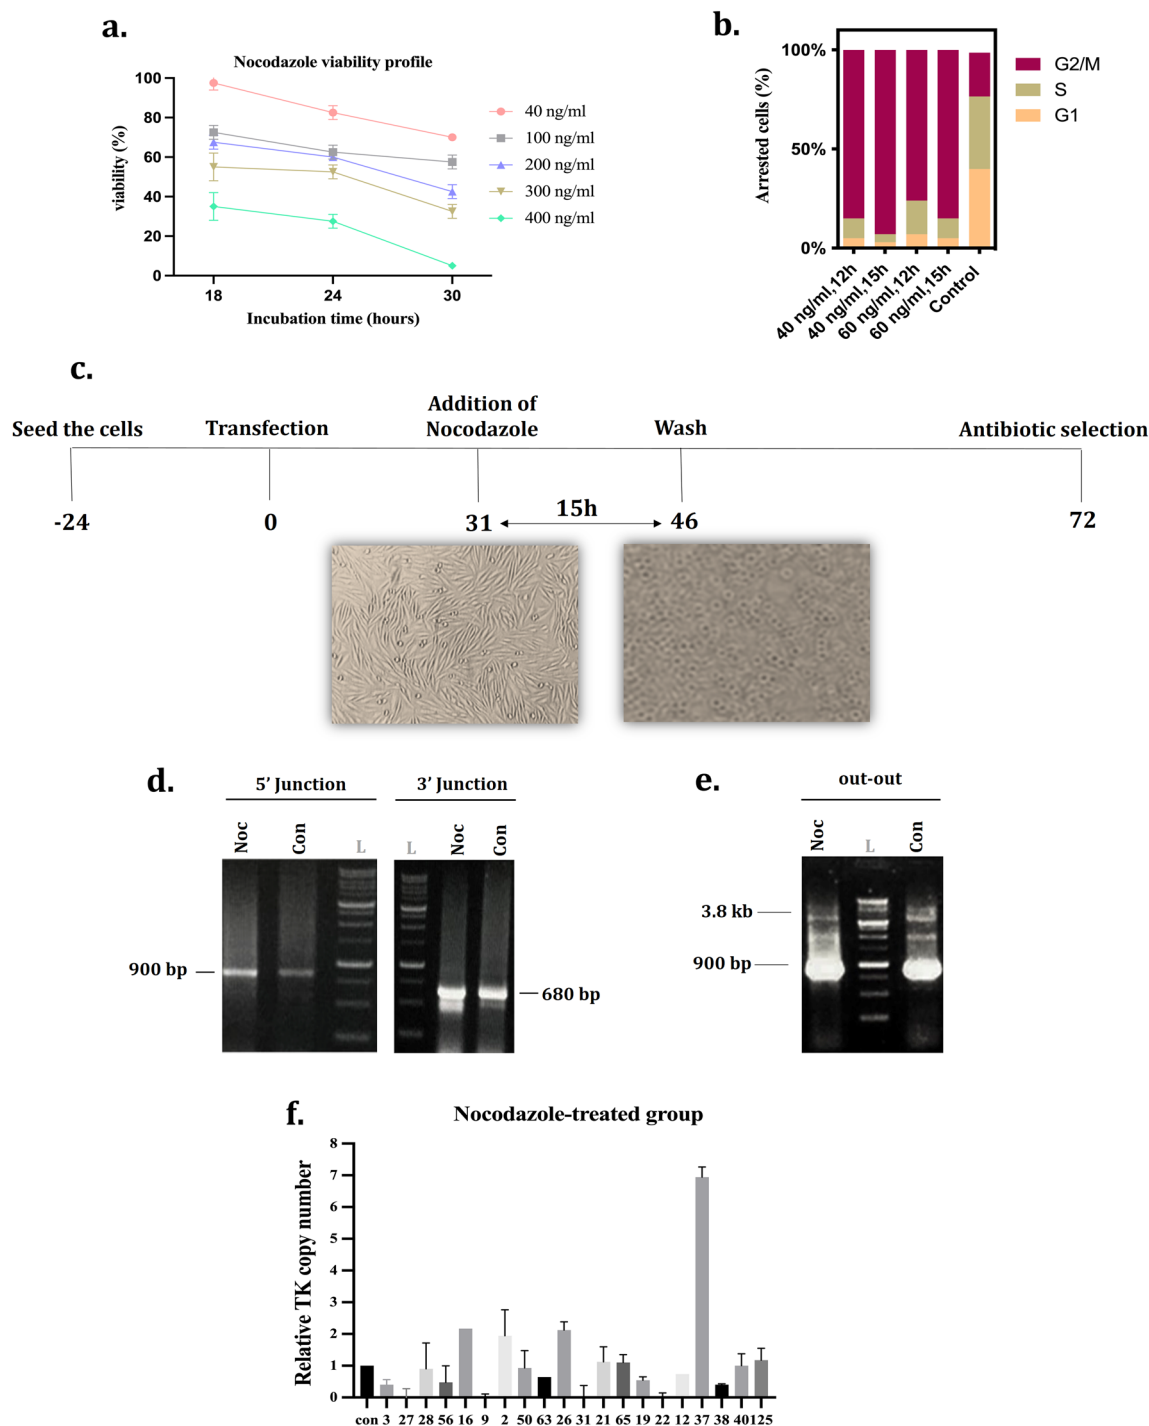 a.
Nocodazole viability profile
viability (%)
100
80
60
40
20
0
18 24 30
Incubation time (hours)
40 ng/ml
100 ng/ml
200 ng/ml
300 ng/ml
400 ng/ml
b.
Arrested cells (%)
100%
50%
0%
40 ng/ml, 12h
40 ng/ml, 15h
60 ng/ml, 12h
60 ng/ml, 15h
Control
G2/M
S
G1
c.
Seed the cells
Transfection
Addition of
Nocodazole
Wash
Antibiotic selection
-24
0
31
15h
46
72
d.
5’ Junction
Noc Con L
900 bp
3’ Junction
L Noc Con
680 bp
e.
out-out
Noc L Con
3.8 kb
900 bp
f.
Nocodazole-treated group
Relative TK copy number
8
7
6
5
4
3
2
1
0
con 3 27 28 56 16 9 2 50 63 26 31 21 65 19 22 12 37 38 40 125